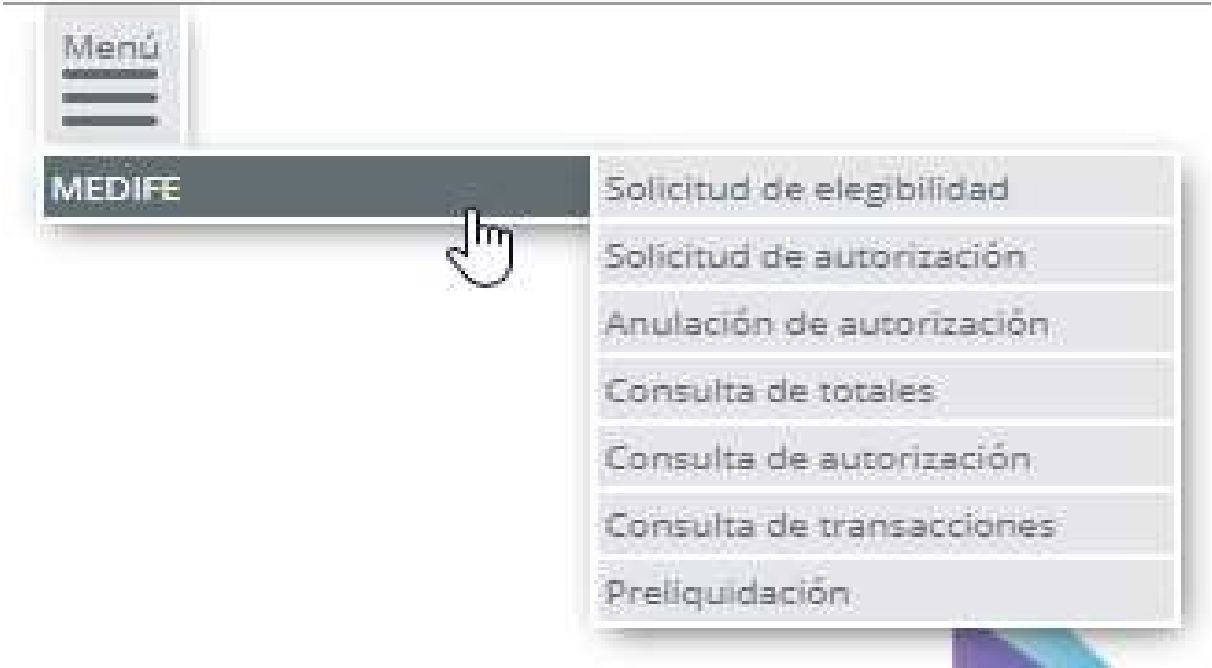 Menú
MEDIFE
Solicitud de elegibilidad
Solicitud de autorización
Anulación de autorización
Consulta de totales
Consulta de autorización
Consulta de transacciones
Preliquidación